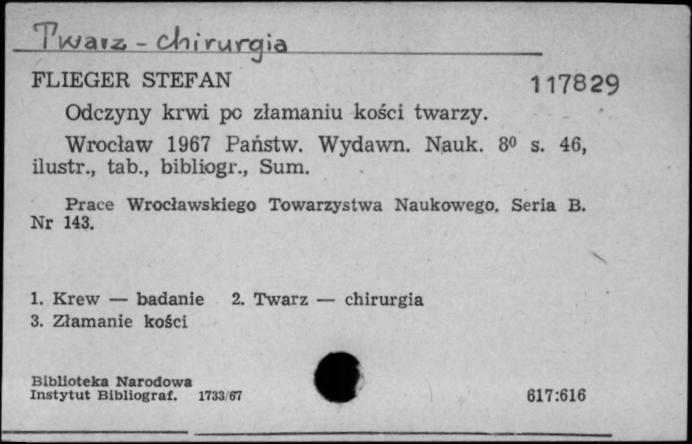 Twarz - chirurgia
FLIEGER STEFAN 117829
Odczyny krwi po złamaniu kości twarzy.
Wrocław 1967 Państw. Wydawn. Nauk. 8⁰ s. 46,
ilustr., tab., bibliogr., Sum.
Prace Wrocławskiego Towarzystwa Naukowego. Seria B.
Nr 143.
1. Krew — badanie 2. Twarz — chirurgia
3. Złamanie kości
Biblioteka Narodowa
Instytut Bibliograf. 1733/67 617:616